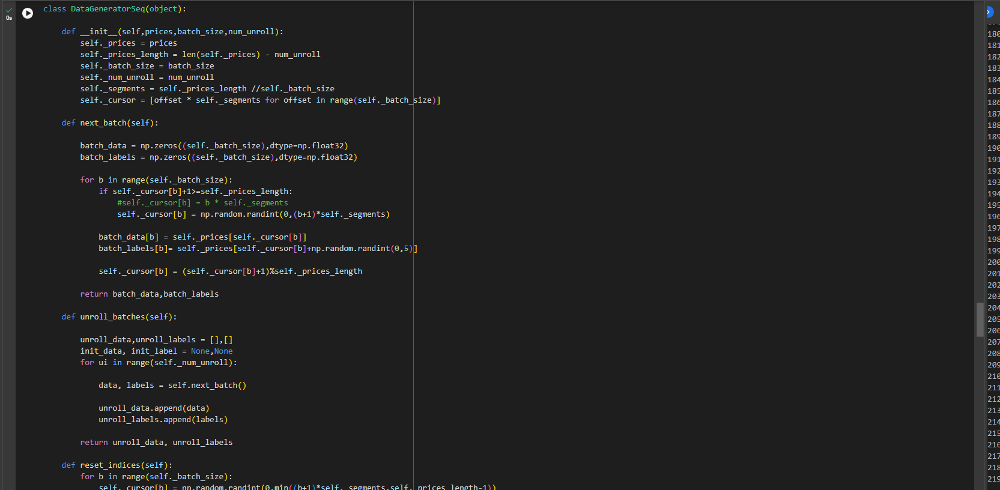 class DataGeneratorSeq(object):
0s
def __init__(self,prices,batch_size,num_unroll):
self._prices = prices
self._prices_length = len(self._prices) - num_unroll
self._batch_size = batch_size
self._num_unroll = num_unroll
self._segments = self._prices_length //self._batch_size
self._cursor = [offset * self._segments for offset in range(self._batch_size)]
def next_batch(self):
batch_data = np.zeros((self._batch_size),dtype=np.float32)
batch_labels = np.zeros((self._batch_size),dtype=np.float32)
for b in range(self._batch_size):
if self._cursor[b]+1>=self._prices_length:
#self._cursor[b] = b * self._segments
self._cursor[b] = np.random.randint(0,(b+1)*self._segments)
batch_data[b] = self._prices[self._cursor[b]]
batch_labels[b]= self._prices[self._cursor[b]+np.random.randint(0,5)]
self._cursor[b] = (self._cursor[b]+1)%self._prices_length
return batch_data,batch_labels
def unroll_batches(self):
unroll_data,unroll_labels = [],[]
init_data, init_label = None,None
for ui in range(self._num_unroll):
data, labels = self.next_batch()
unroll_data.append(data)
unroll_labels.append(labels)
return unroll_data, unroll_labels
def reset_indices(self):
for b in range(self._batch_size):
self._cursor[b] = np.random.randint(0,min((b+1)*self._segments,self._prices_length-1))
180
181
182
183
184
185
186
187
188
189
190
191
192
193
194
195
196
197
198
199
200
201
202
203
204
205
206
207
208
209
210
211
212
213
214
215
216
217
218
219